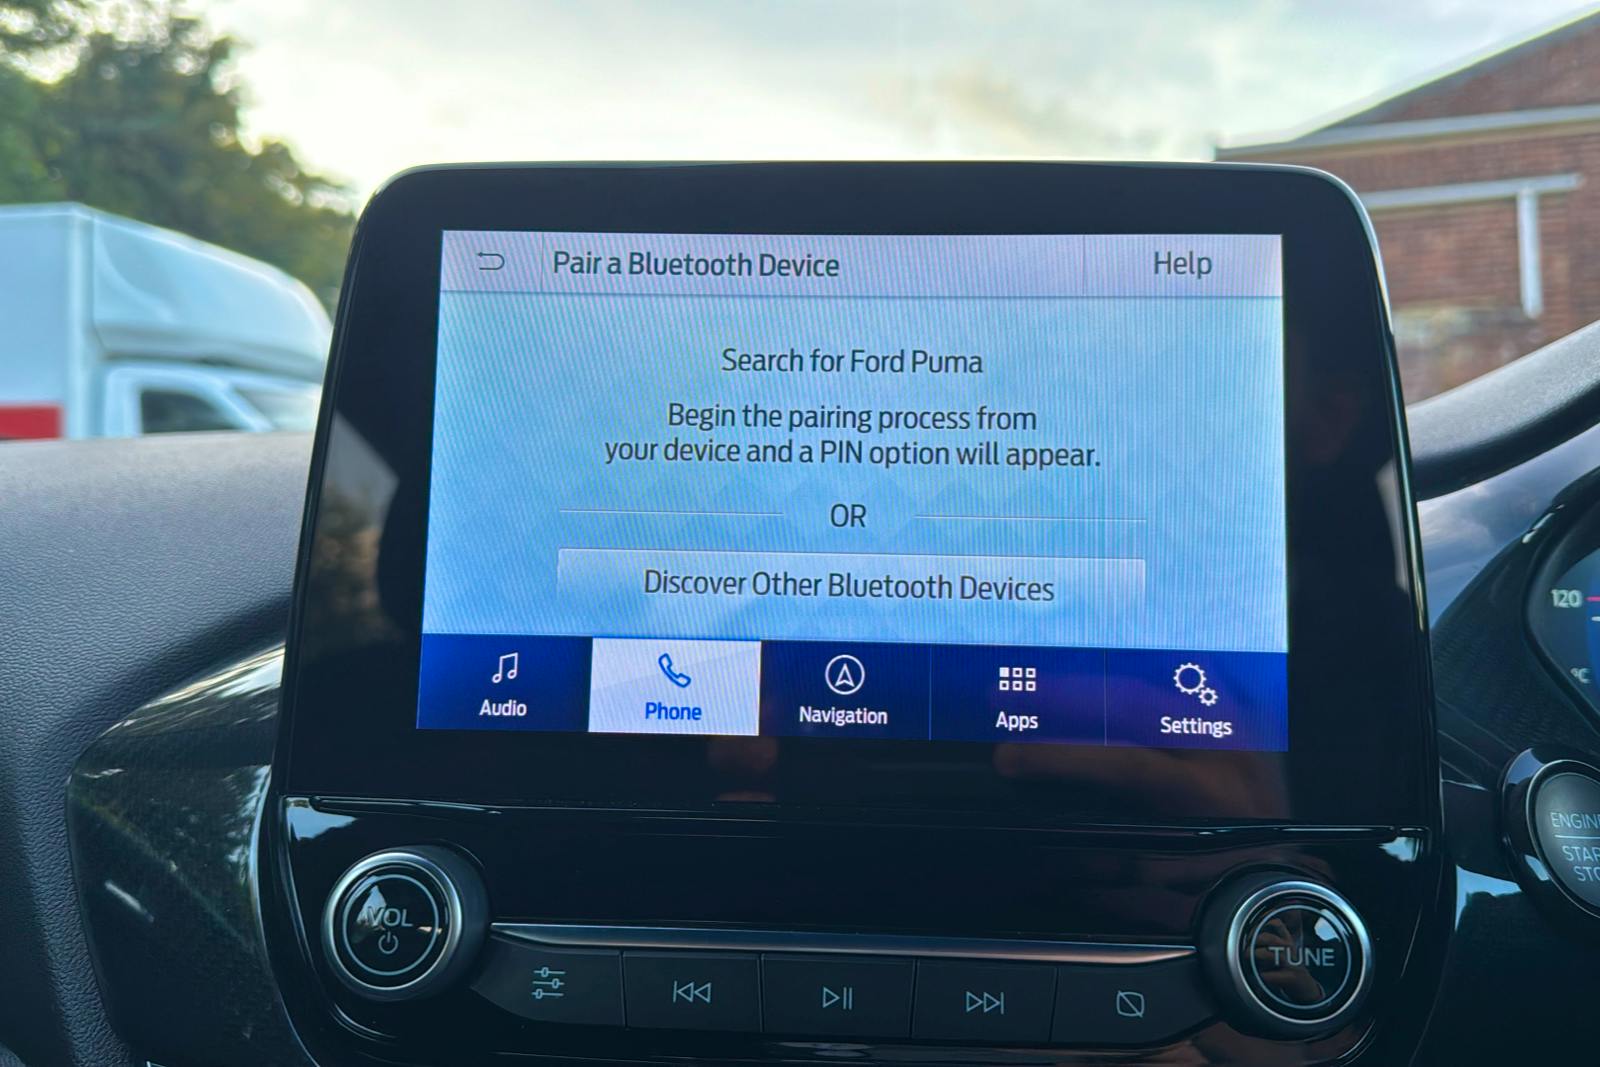 Pair a Bluetooth Device
Help
Search for Ford Puma
Begin the pairing process from
your device and a PIN option will appear.
OR
Discover Other Bluetooth Devices
Audio
Phone
Navigation
Apps
Settings
120
°C
VOL
TUNE